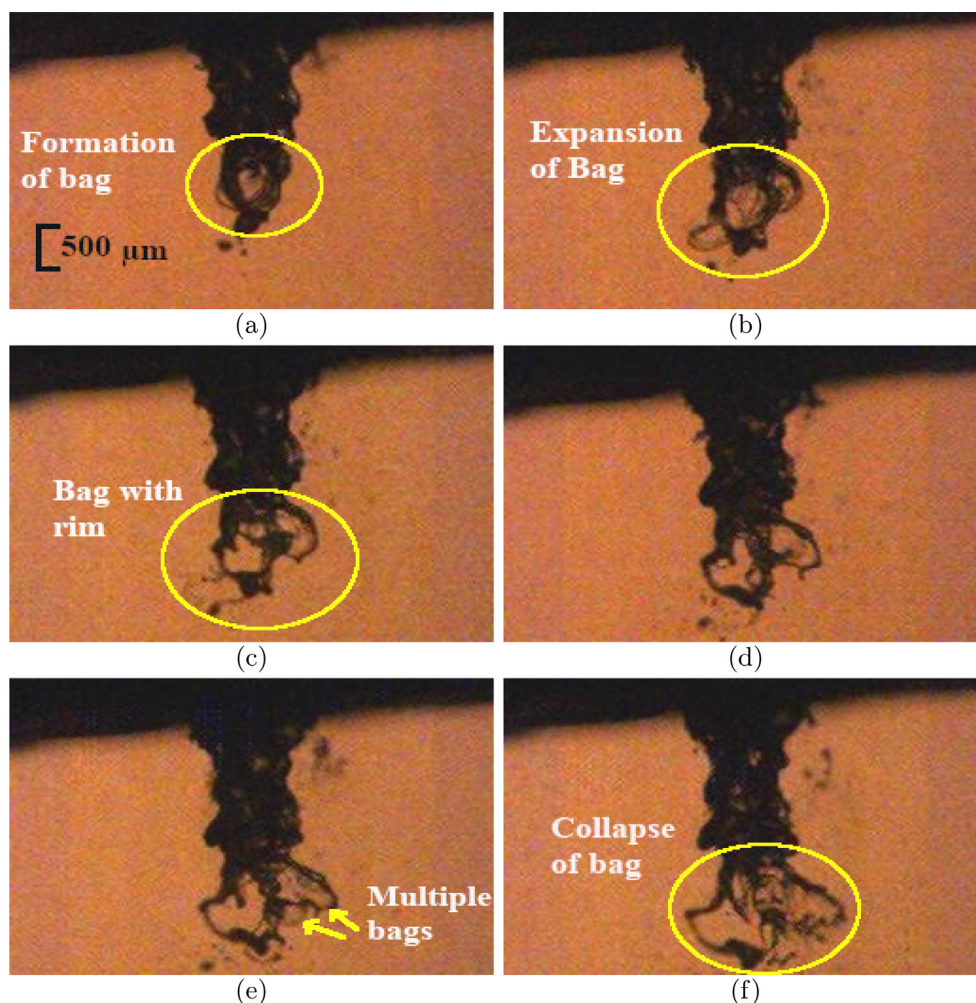 Formation
of bag
500 μm
(a)
Expansion
of Bag
(b)
Bag with
rim
(c)
(d)
Multiple
bags
(e)
Collapse
of bag
(f)